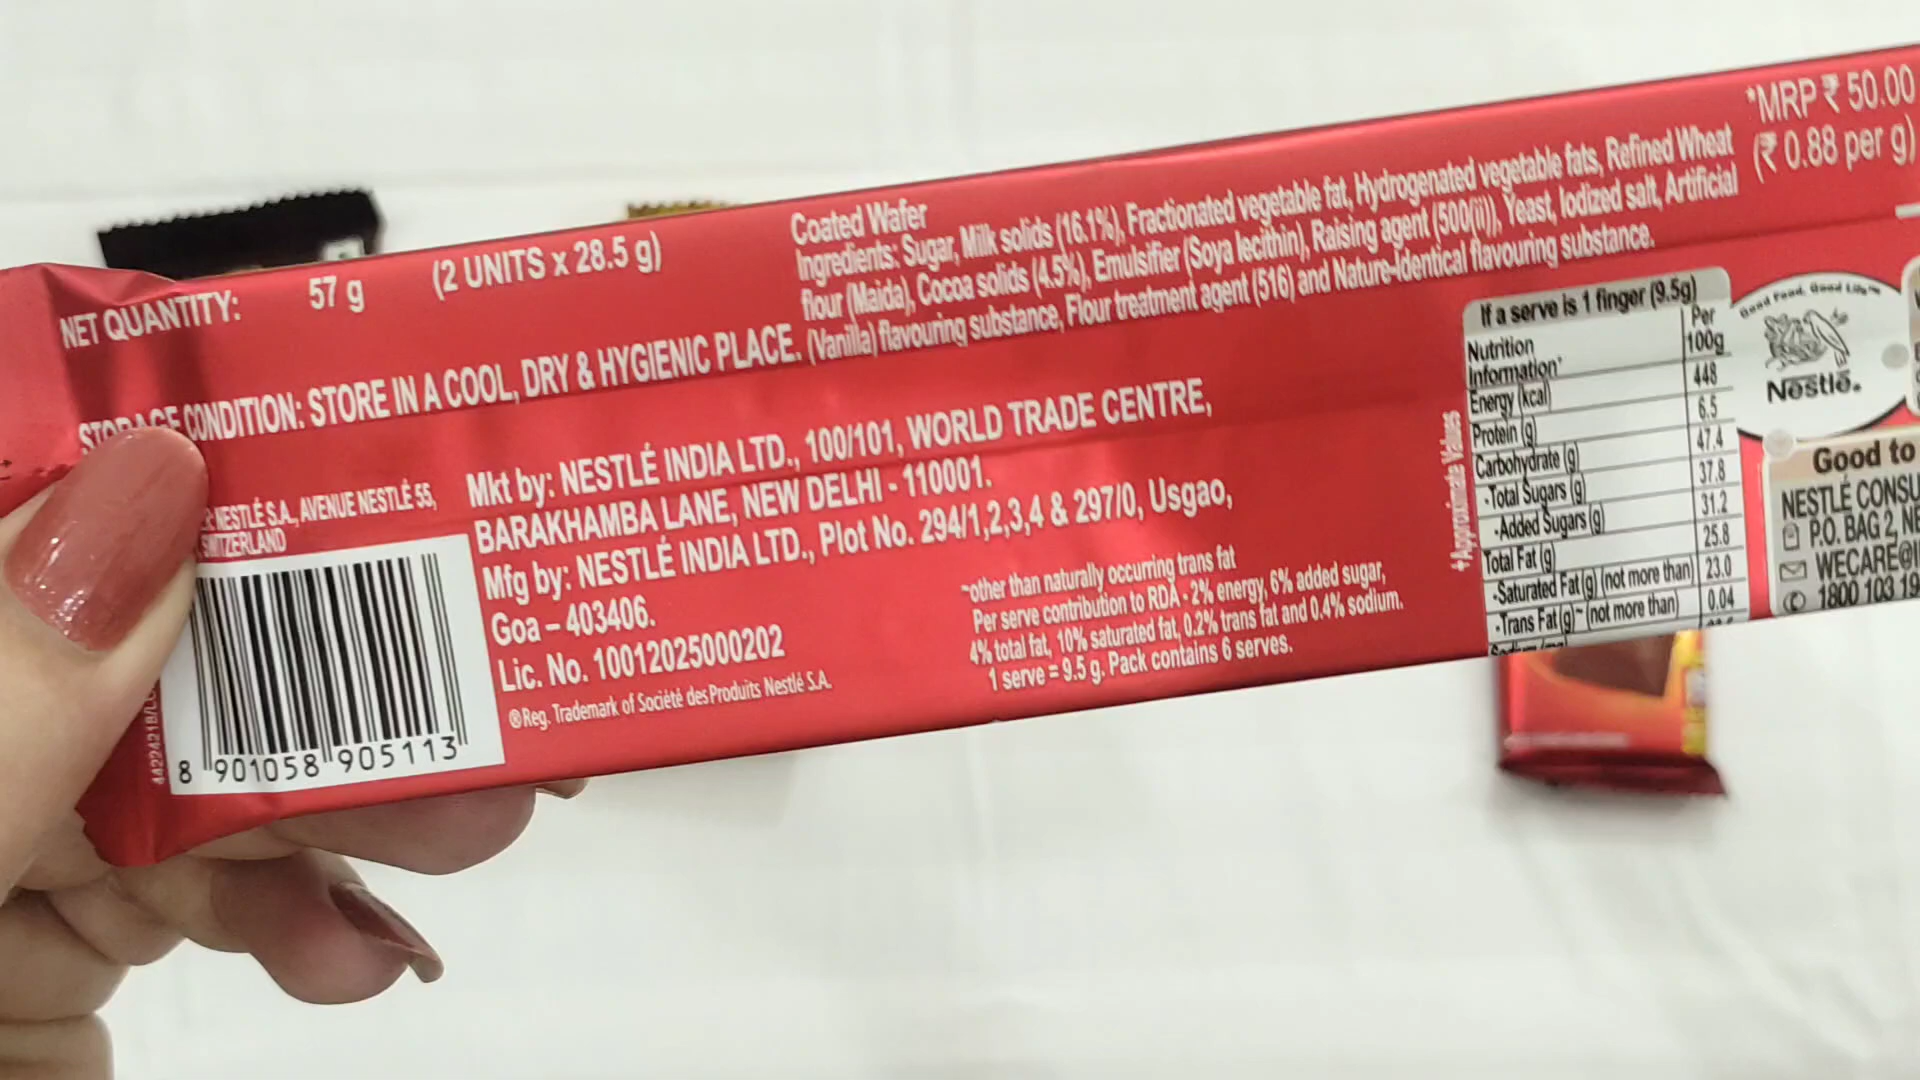 NET QUANTITY: 57 g (2 UNITS x 28.5 g)
STORAGE CONDITION: STORE IN A COOL, DRY & HYGIENIC PLACE.
Coated Wafer
Ingredients: Sugar, Milk solids (16.1%), Fractionated vegetable fat, Hydrogenated vegetable fats, Refined Wheat
flour (Maida), Cocoa solids (4.5%), Emulsifier (Soya lecithin), Raising agent (500(ii)), Yeast, Iodized salt, Artificial
(Vanilla) flavouring substance, Flour treatment agent (516) and Nature-Identical flavouring substance.
*MRP ₹ 50.00
(₹ 0.88 per g)
NESTLÉ S.A., AVENUE NESTLÉ 55,
SWITZERLAND
8 901058 905113
Mkt by: NESTLÉ INDIA LTD., 100/101, WORLD TRADE CENTRE,
BARAKHAMBA LANE, NEW DELHI - 110001.
Mfg by: NESTLÉ INDIA LTD., Plot No. 294/1,2,3,4 & 297/0, Usgao,
Goa – 403406.
Lic. No. 10012025000202
®Reg. Trademark of Société des Produits Nestlé S.A.
~other than naturally occurring trans fat
Per serve contribution to RDA - 2% energy, 6% added sugar,
4% total fat, 10% saturated fat, 0.2% trans fat and 0.4% sodium.
1 serve = 9.5 g. Pack contains 6 serves.
+Approximate Values
If a serve is 1 finger (9.5g)
Nutrition Information+ Per 100g
Energy (kcal) 448
Protein (g) 6.5
Carbohydrate (g) 47.4
-Total Sugars (g) 37.8
-Added Sugars (g) 31.2
Total Fat (g) 25.8
-Saturated Fat (g) (not more than) 23.0
-Trans Fat (g)~ (not more than) 0.04
Good Food, Good Life™
Nestlé.
Good to
NESTLÉ CONSU
P.O. BAG 2, NE
WECARE@I
1800 103 19